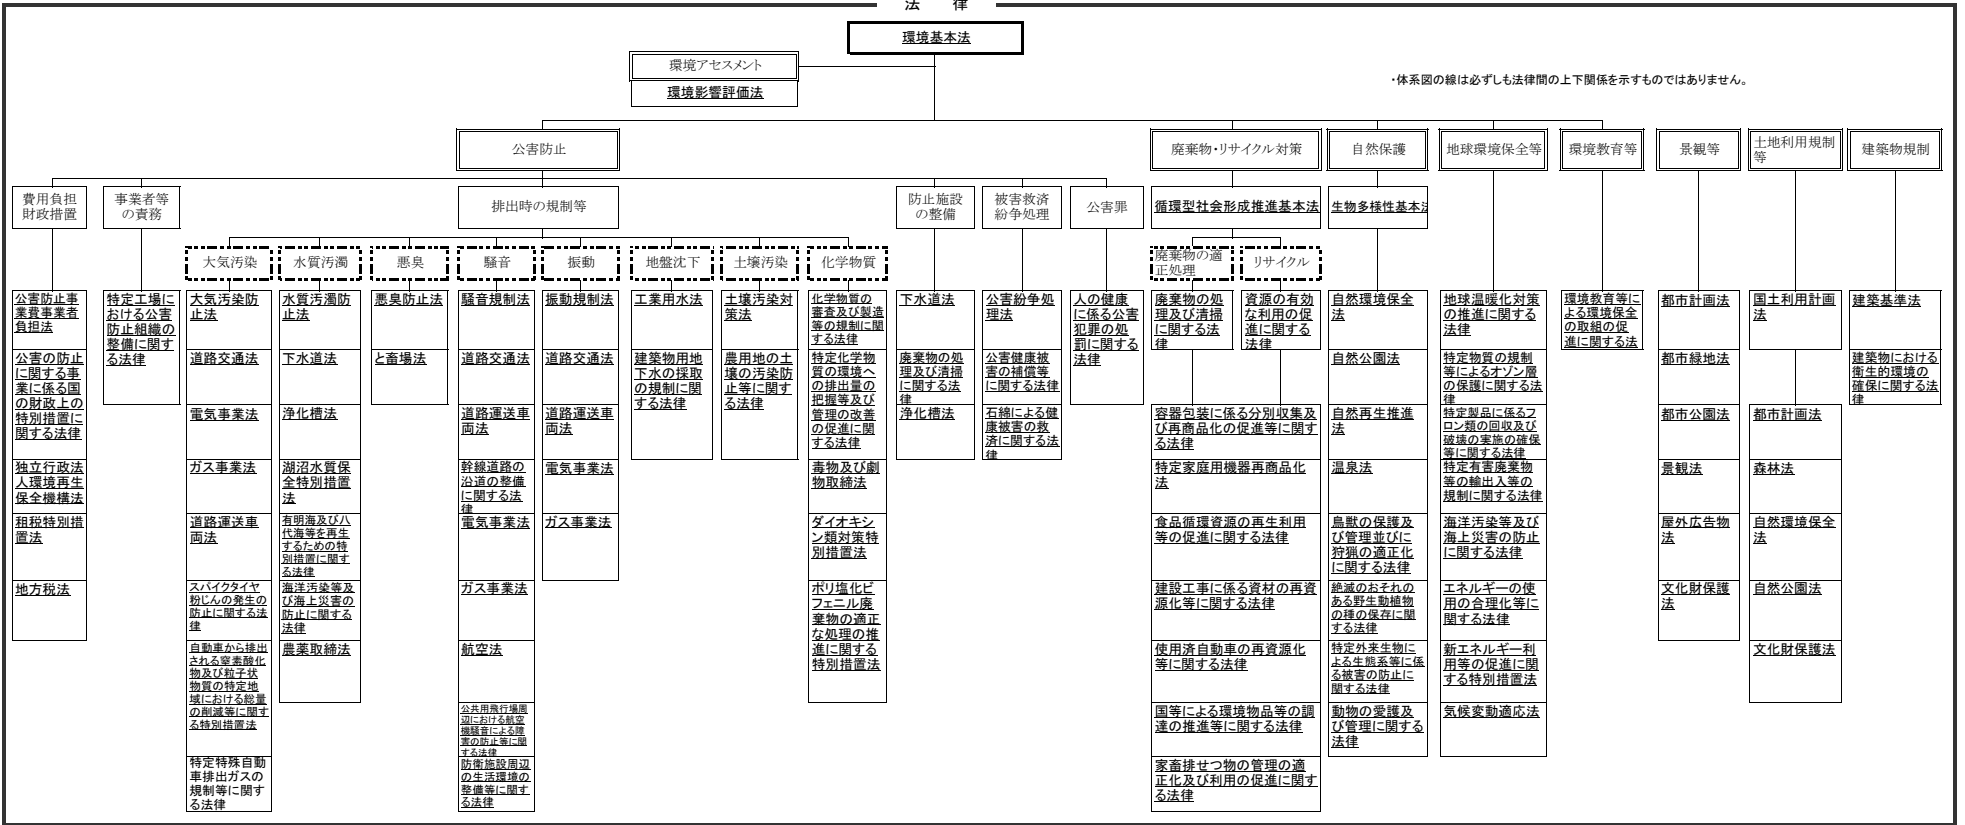 法　律
環境基本法
環境アセスメント
環境影響評価法
・体系図の線は必ずしも法律間の上下関係を示すものではありません。
公害防止
廃棄物・リサイクル対策
自然保護
地球環境保全等
環境教育等
景観等
土地利用規制
等
建築物規制
費用負担
財政措置
事業者等
の責務
排出時の規制等
防止施設
の整備
被害救済
紛争処理
公害罪
循環型社会形成推進基本法
生物多様性基本法
大気汚染
水質汚濁
悪臭
騒音
振動
地盤沈下
土壌汚染
化学物質
廃棄物の適
正処理
リサイクル
公害防止事
業費事業者
負担法
公害の防止
に関する事
業に係る国
の財政上の
特別措置に
関する法律
独立行政法
人環境再生
保全機構法
租税特別措
置法
地方税法
特定工場に
おける公害
防止組織の
整備に関す
る法律
大気汚染防
止法
道路交通法
電気事業法
ガス事業法
道路運送車
両法
スパイクタイヤ
粉じんの発生の
防止に関する法
律
自動車から排出
される窒素酸化
物及び粒子状
物質の特定地
域における総量
の削減等に関す
る特別措置法
特定特殊自動
車排出ガスの
規制等に関す
る法律
水質汚濁防
止法
下水道法
浄化槽法
湖沼水質保
全特別措置
法
有明海及び八
代海等を再生
するための特
別措置に関す
る法律
海洋汚染等及
び海上災害の
防止に関する
法律
農薬取締法
悪臭防止法
と畜場法
騒音規制法
道路交通法
道路運送車
両法
幹線道路の
沿道の整備
に関する法
律
電気事業法
ガス事業法
航空法
公共用飛行場周
辺における航空
機騒音による障
害の防止等に関
する法律
防衛施設周辺
の生活環境の
整備等に関す
る法律
振動規制法
道路交通法
道路運送車
両法
電気事業法
ガス事業法
工業用水法
建築物用地
下水の採取
の規制に関
する法律
土壌汚染対
策法
農用地の土
壌の汚染防
止等に関す
る法律
化学物質の
審査及び製造
等の規制に関
する法律
特定化学物
質の環境へ
の排出量の
把握等及び
管理の改善
の促進に関
する法律
毒物及び劇
物取締法
ダイオキシ
ン類対策特
別措置法
ポリ塩化ビ
フェニル廃
棄物の適正
な処理の推
進に関する
特別措置法
下水道法
廃棄物の処
理及び清掃
に関する法
律
浄化槽法
公害紛争処
理法
公害健康被
害の補償等
に関する法律
石綿による健
康被害の救
済に関する法
律
人の健康
に係る公害
犯罪の処
罰に関する
法律
廃棄物の処
理及び清掃
に関する法
律
資源の有効
な利用の促
進に関する
法律
容器包装に係る分別収集及
び再商品化の促進等に関す
る法律
特定家庭用機器再商品化
法
食品循環資源の再生利用
等の促進に関する法律
建設工事に係る資材の再資
源化等に関する法律
使用済自動車の再資源化
等に関する法律
国等による環境物品等の調
達の推進等に関する法律
家畜排せつ物の管理の適
正化及び利用の促進に関す
る法律
自然環境保全
法
自然公園法
自然再生推進
法
温泉法
鳥獣の保護及
び管理並びに
狩猟の適正化
に関する法律
絶滅のおそれの
ある野生動植物
の種の保存に関
する法律
特定外来生物に
よる生態系等に係
る被害の防止に
関する法律
動物の愛護及
び管理に関する
法律
地球温暖化対策
の推進に関する
法律
特定物質の規制
等によるオゾン層
の保護に関する法
律
特定製品に係るフ
ロン類の回収及び
破壊の実施の確保
等に関する法律
特定有害廃棄物
等の輸出入等の
規制に関する法律
海洋汚染等及び
海上災害の防止
に関する法律
エネルギーの使
用の合理化等に
関する法律
新エネルギー利
用等の促進に関
する特別措置法
気候変動適応法
環境教育等に
よる環境保全
の取組の促
進に関する法
律
都市計画法
都市緑地法
都市公園法
景観法
屋外広告物
法
文化財保護
法
国土利用計画
法
都市計画法
森林法
自然環境保全
法
自然公園法
文化財保護法
建築基準法
建築物における
衛生的環境の
確保に関する法
律